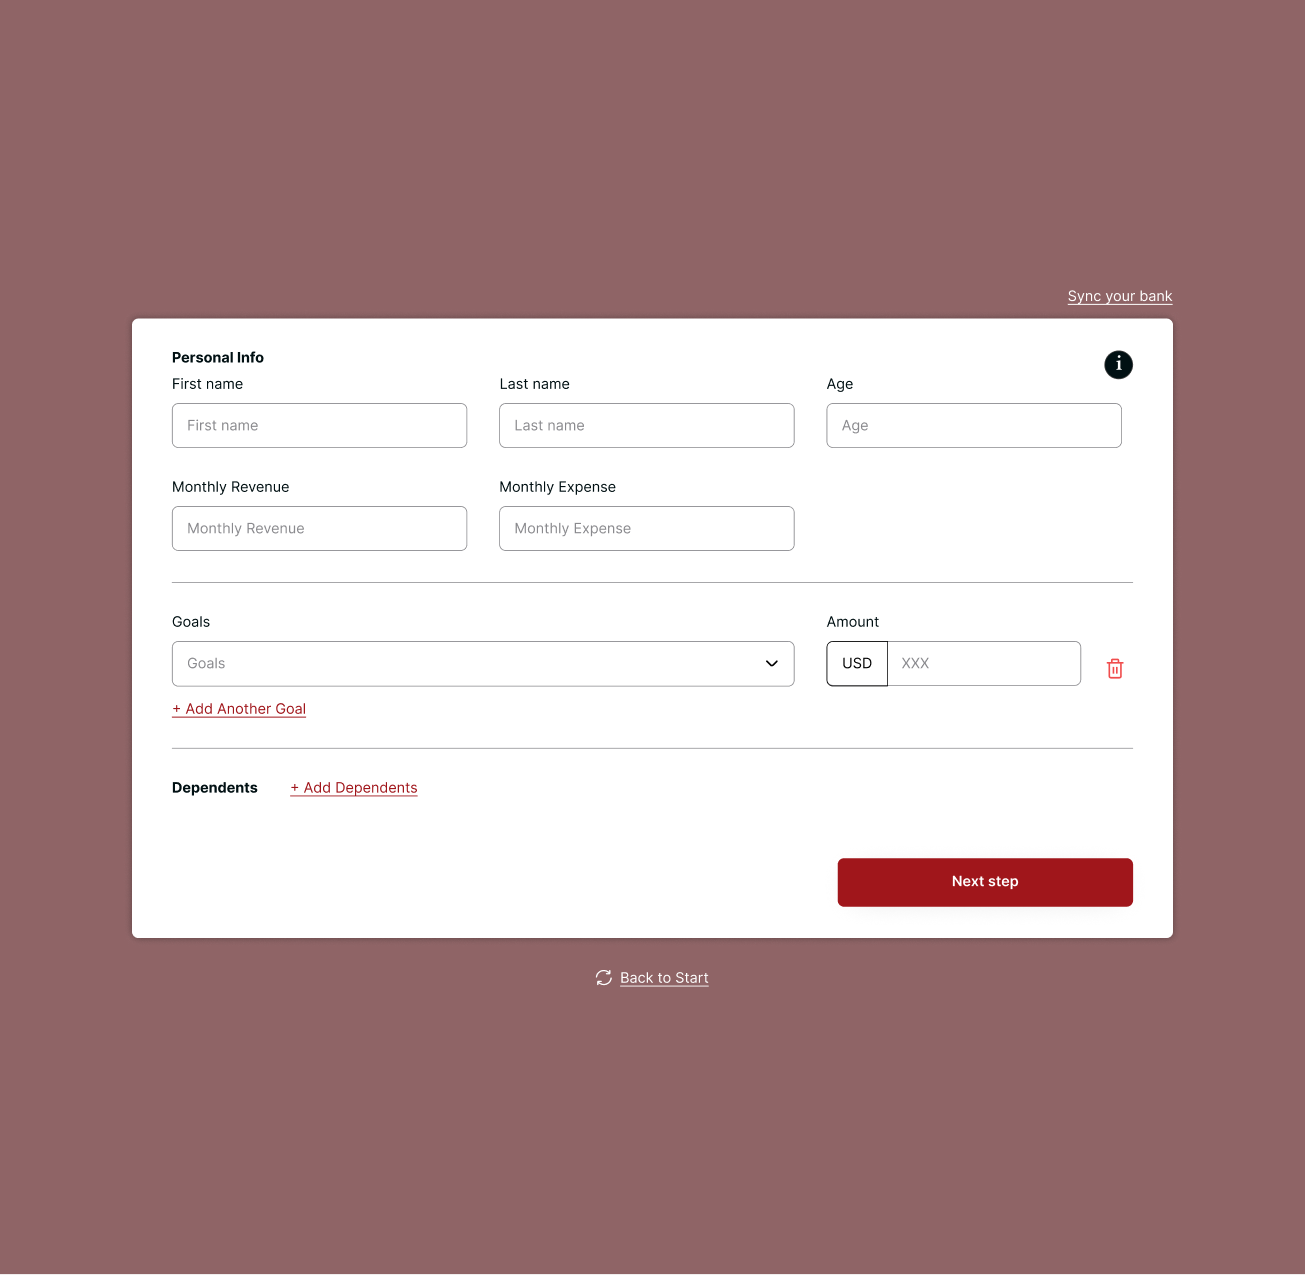 Sync your bank
Personal Info
i
First name
Last name
Age
First name
Last name
Age
Monthly Revenue
Monthly Expense
Monthly Revenue
Monthly Expense
Goals
Amount
Goals
USD
XXX
+ Add Another Goal
Dependents
+ Add Dependents
Next step
Back to Start